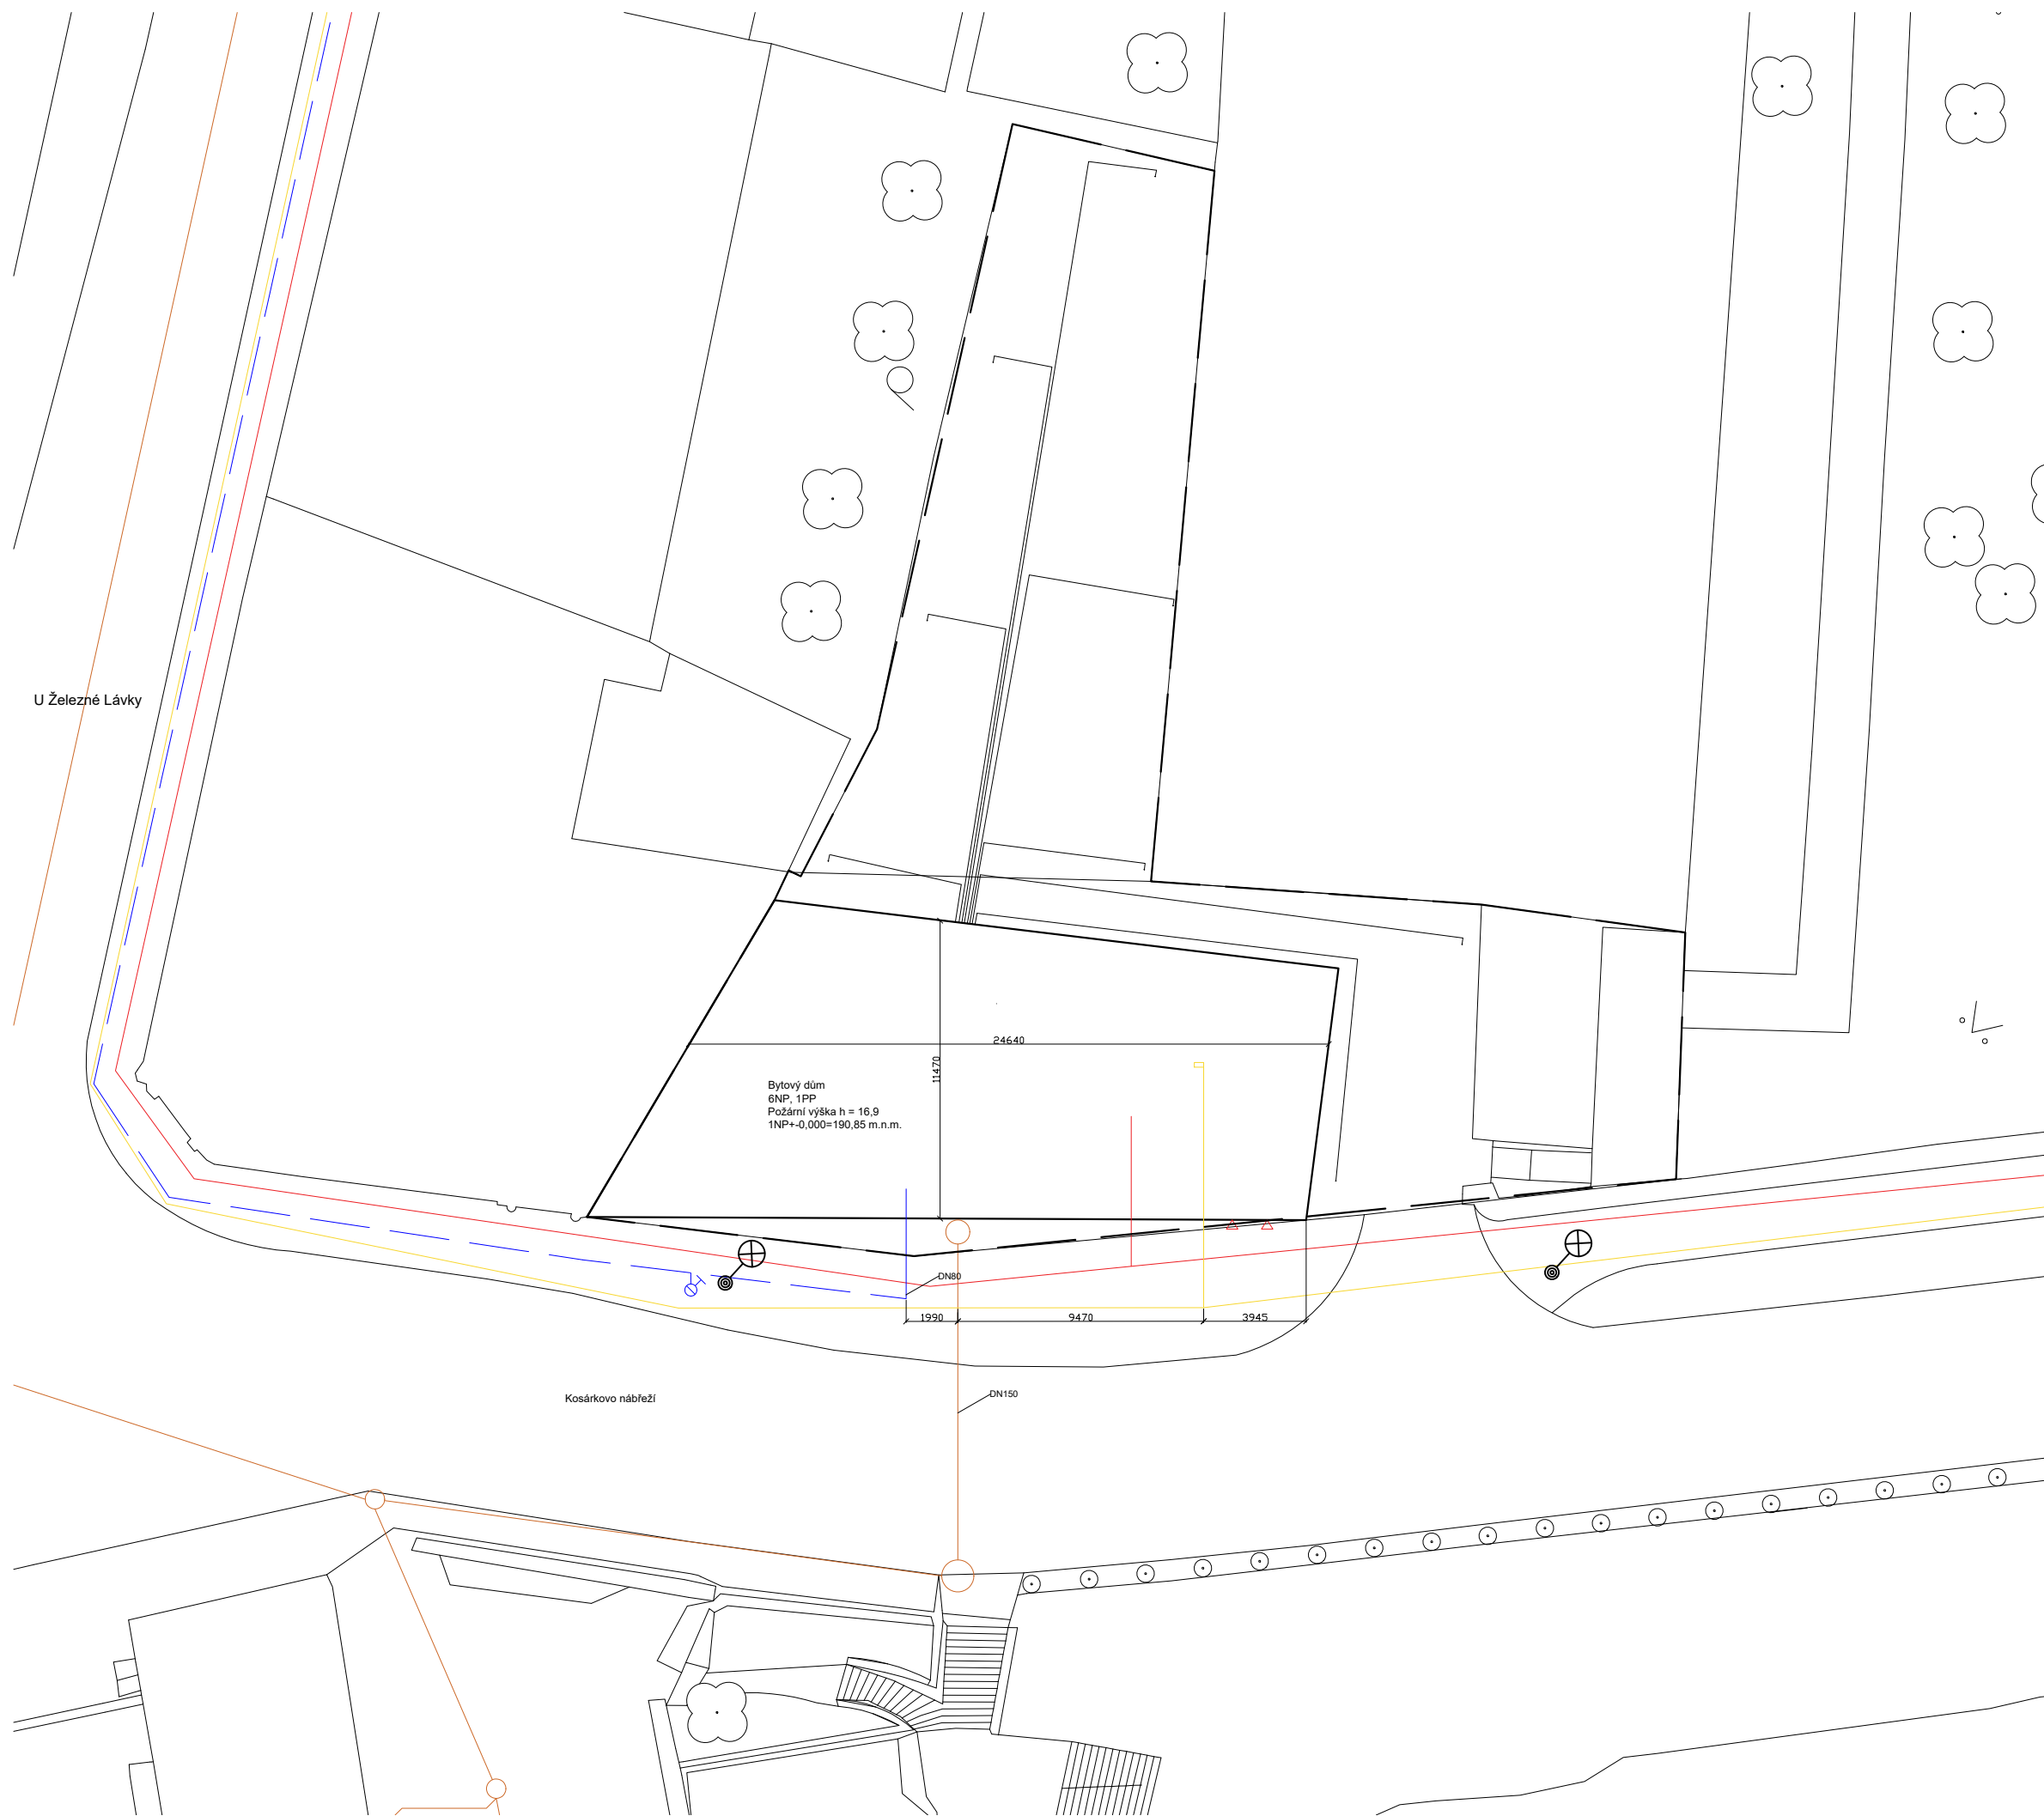 U Železné Lávky
24640
11470
Bytový dům
6NP, 1PP
Požární výška h = 16,9
1NP+-0,000=190,85 m.n.m.
DN80
1990
9470
3945
DN150
Kosárkovo nábřeží